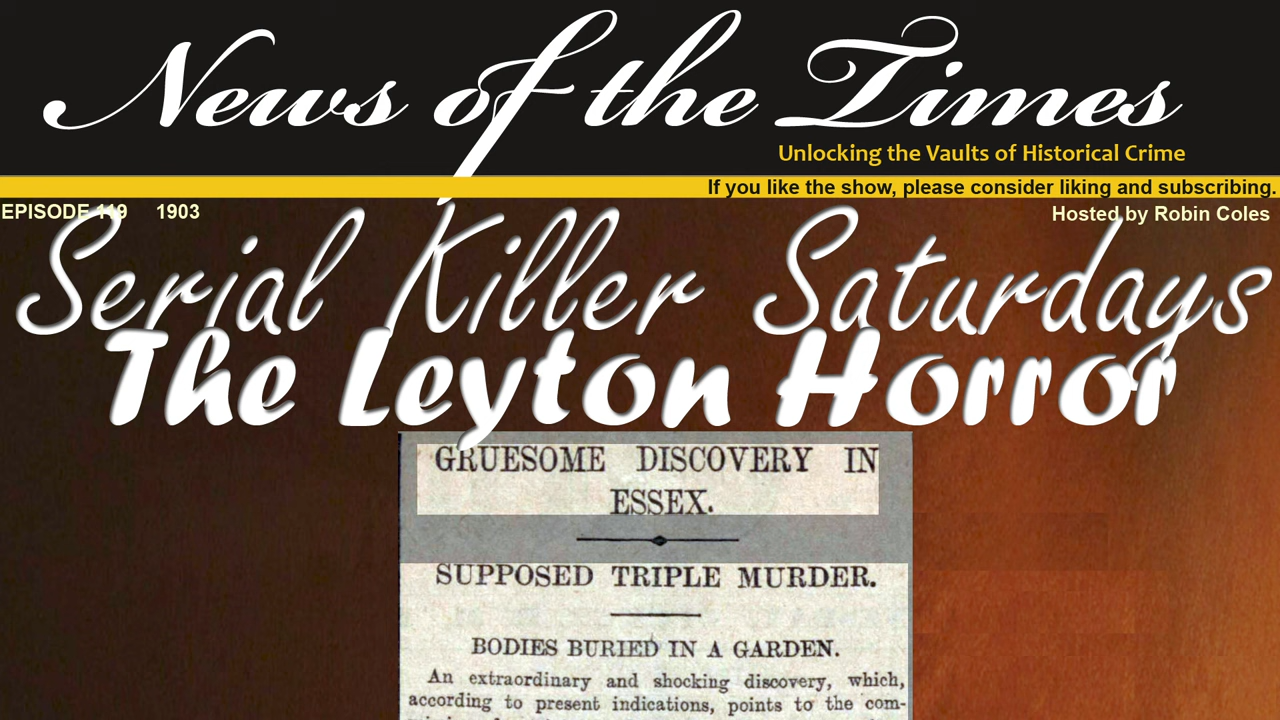 News of the Times
Unlocking the Vaults of Historical Crime
If you like the show, please consider liking and subscribing.
EPISODE 119 1903
Hosted by Robin Coles
Serial Killer Saturdays
The Leyton Horror
GRUESOME DISCOVERY IN
ESSEX.
SUPPOSED TRIPLE MURDER.
BODIES BURIED IN A GARDEN.
An extraordinary and shocking discovery, which,
according to present indications, points to the com-